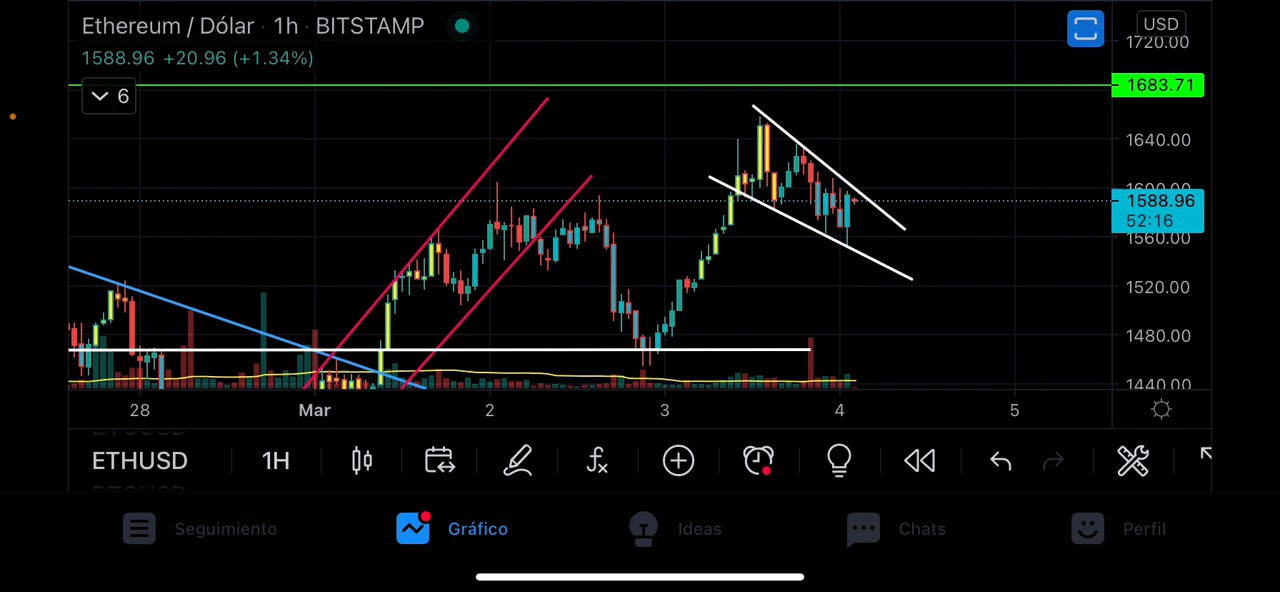 Ethereum / Dólar · 1h · BITSTAMP
USD
1588.96 +20.96 (+1.34%)
6
1720.00
1683.71
1640.00
1600.00
1588.96
52:16
1560.00
1520.00
1480.00
1440.00
28 Mar 2 3 4 5
ETHUSD 1H
Seguimiento Gráfico Ideas Chats Perfil